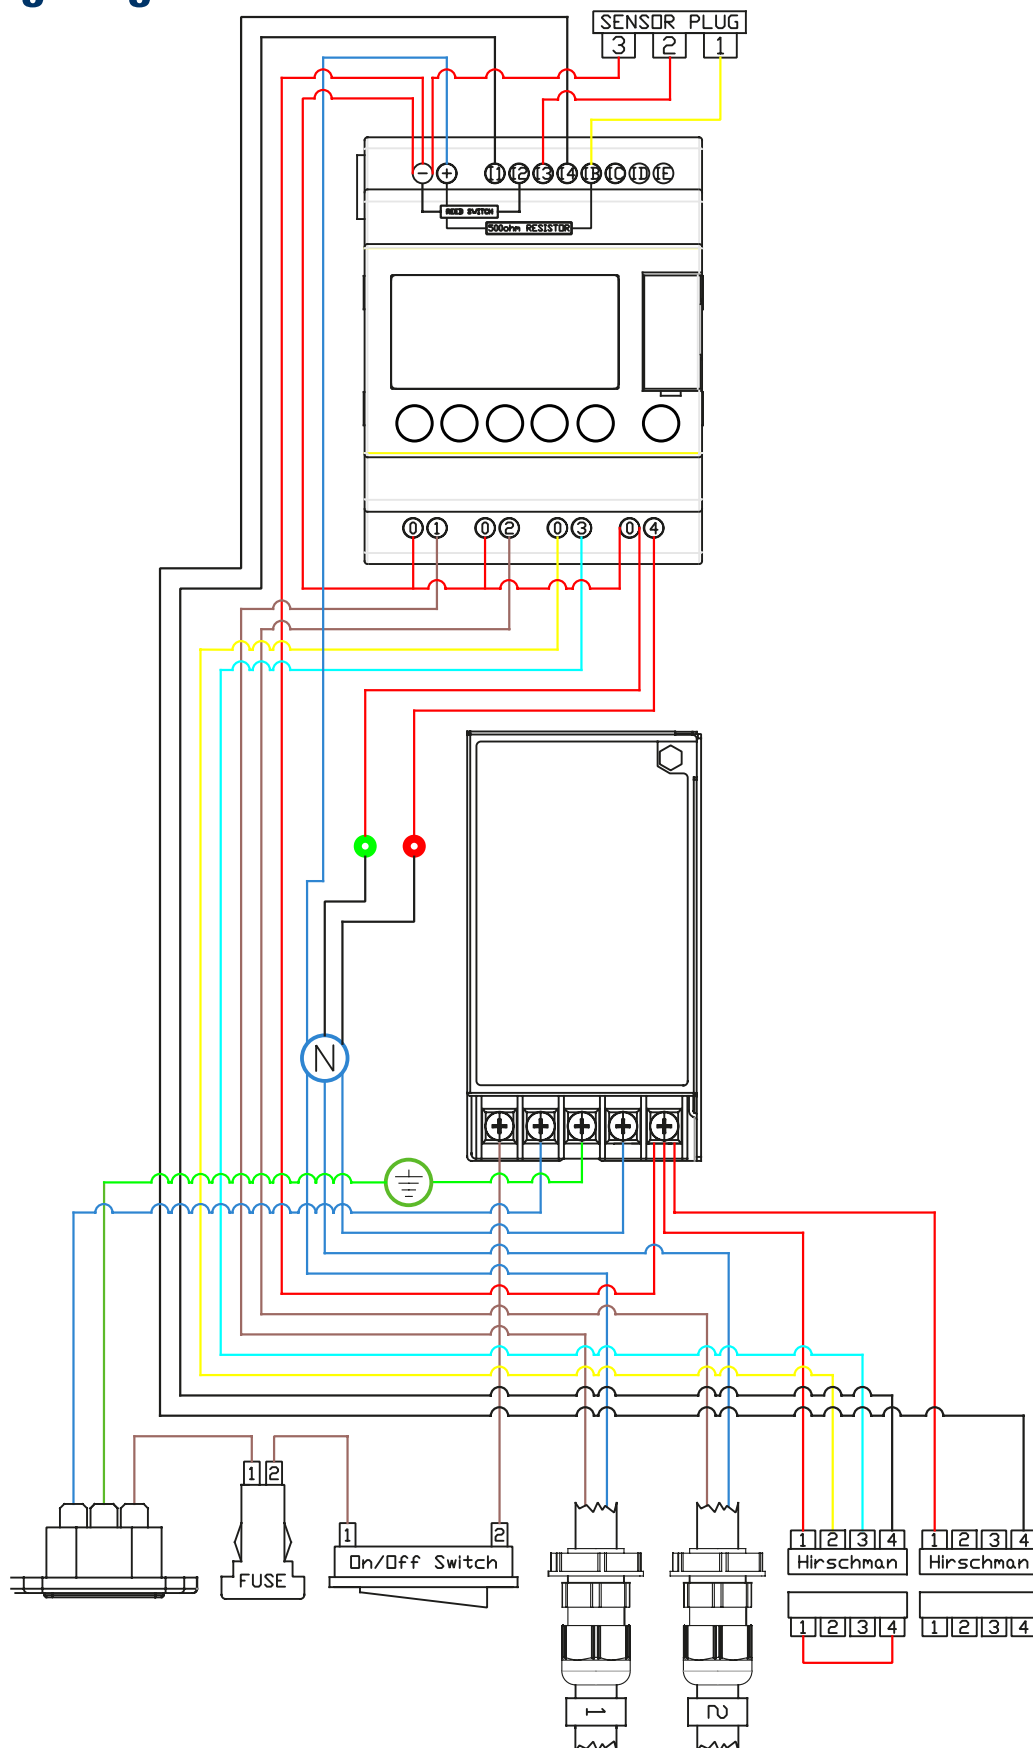 SENSOR PLUG
3 2 1
- + I1 I2 I3 I4 IB IC ID IE
REED SWITCH
500ohm RESISTOR
0 1 0 2 0 3 0 4
N
1 2
FUSE
1 2
On/Off Switch
1 2 3 4
Hirschman
1 2 3 4
1 2 3 4
Hirschman
1 2 3 4
1
2